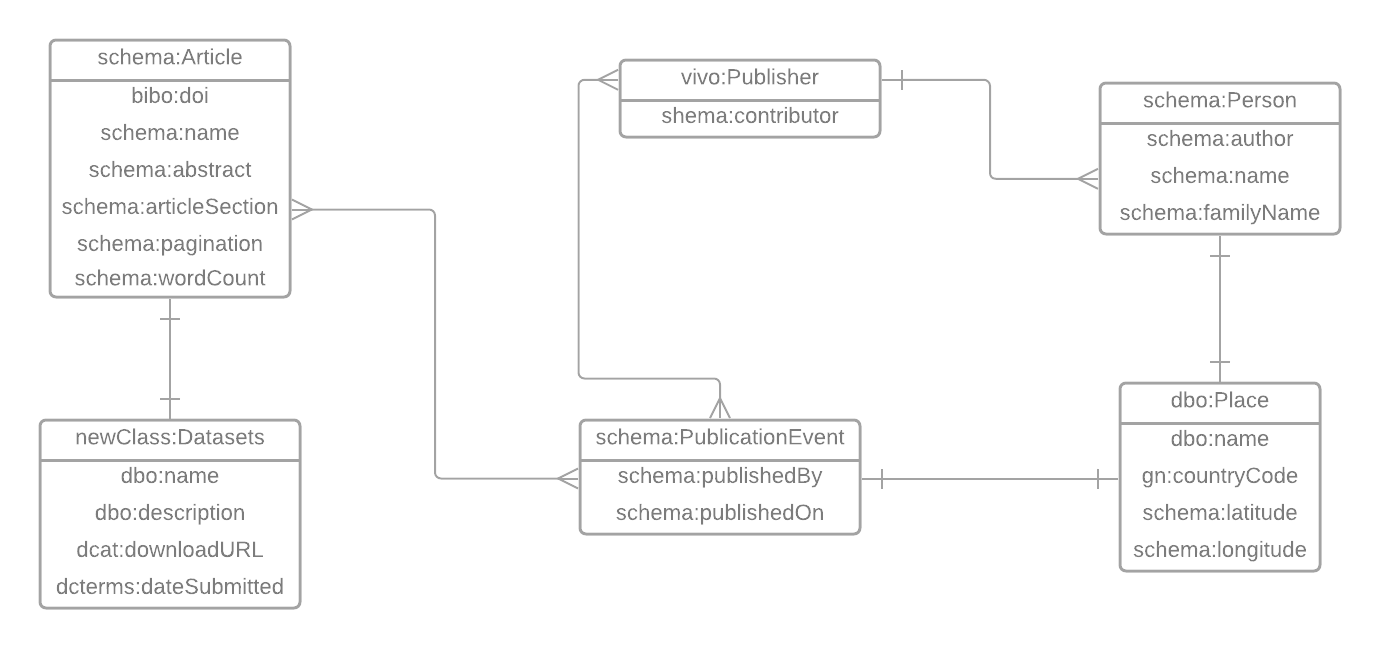 schema:Article
bibo:doi
schema:name
schema:abstract
schema:articleSection
schema:pagination
schema:wordCount
newClass:Datasets
dbo:name
dbo:description
dcat:downloadURL
dcterms:dateSubmitted
vivo:Publisher
shema:contributor
schema:PublicationEvent
schema:publishedBy
schema:publishedOn
schema:Person
schema:author
schema:name
schema:familyName
dbo:Place
dbo:name
gn:countryCode
schema:latitude
schema:longitude